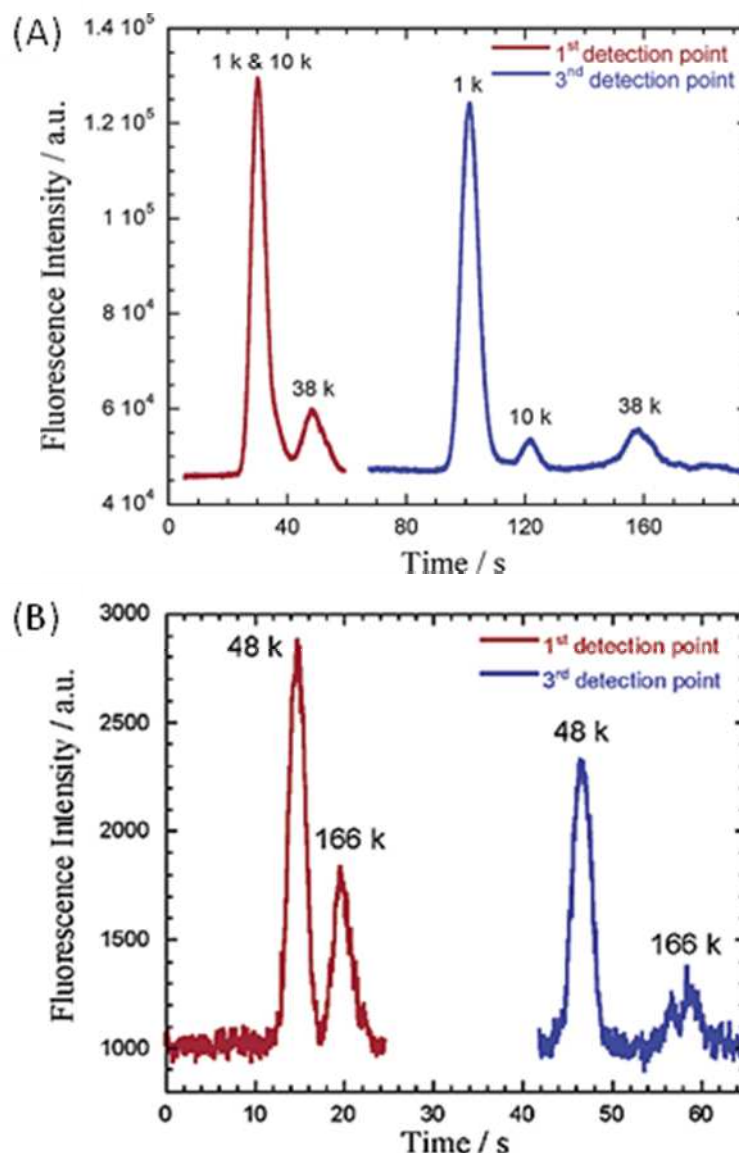 (A)
1.4 10⁵
1.2 10⁵
1 10⁵
8 10⁴
6 10⁴
4 10⁴
Fluorescence Intensity / a.u.
1 k & 10 k
38 k
1 k
10 k
38 k
1ˢᵗ detection point
3ⁿᵈ detection point
0 40 80 120 160
Time / s
(B)
3000
2500
2000
1500
1000
Fluorescence Intensity / a.u.
48 k
166 k
48 k
166 k
1ˢᵗ detection point
3ʳᵈ detection point
0 10 20 30 40 50 60
Time / s